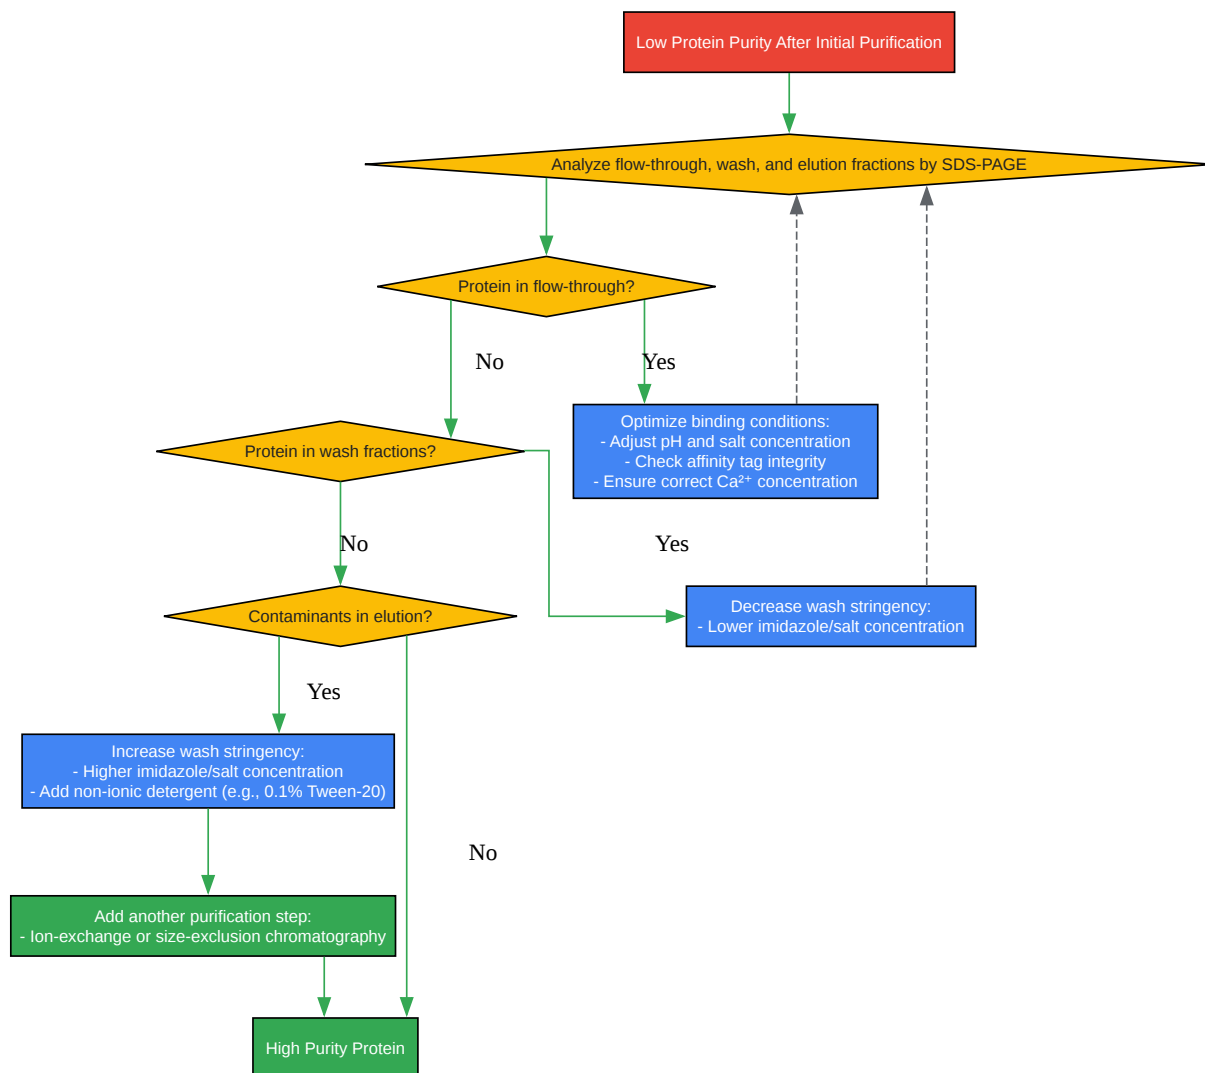 Low Protein Purity After Initial Purification
Analyze flow-through, wash, and elution fractions by SDS-PAGE
Protein in flow-through?
No
Yes
Optimize binding conditions:
- Adjust pH and salt concentration
- Check affinity tag integrity
- Ensure correct Ca²⁺ concentration
Protein in wash fractions?
No
Yes
Decrease wash stringency:
- Lower imidazole/salt concentration
Contaminants in elution?
Yes
Increase wash stringency:
- Higher imidazole/salt concentration
- Add non-ionic detergent (e.g., 0.1% Tween-20)
No
Add another purification step:
- Ion-exchange or size-exclusion chromatography
High Purity Protein